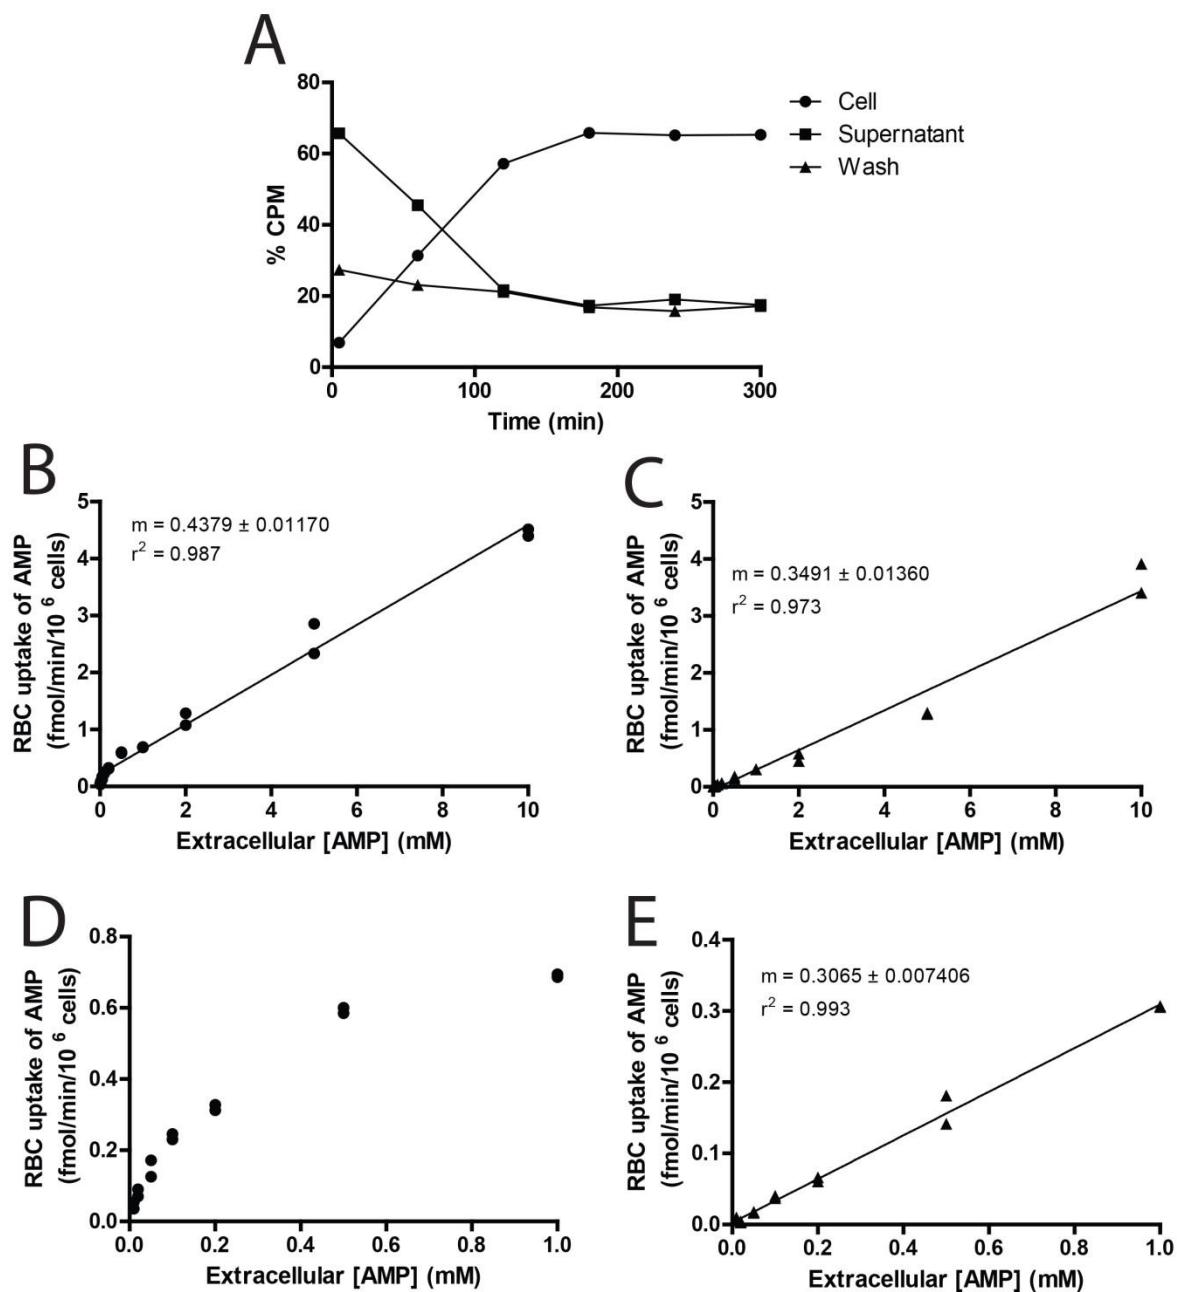 A
80
60
40
20
0
% CPM
0 100 200 300
Time (min)
Cell
Supernatant
Wash
B
5
4
3
2
1
0
RBC uptake of AMP
(fmol/min/10 6 cells)
m = 0.4379 ± 0.01170
r2 = 0.987
0 2 4 6 8 10
Extracellular [AMP] (mM)
C
5
4
3
2
1
0
RBC uptake of AMP
(fmol/min/10 6 cells)
m = 0.3491 ± 0.01360
r2 = 0.973
0 2 4 6 8 10
Extracellular [AMP] (mM)
D
0.8
0.6
0.4
0.2
0.0
RBC uptake of AMP
(fmol/min/10 6 cells)
0.0 0.2 0.4 0.6 0.8 1.0
Extracellular [AMP] (mM)
E
0.4
0.3
0.2
0.1
0.0
RBC uptake of AMP
(fmol/min/10 6 cells)
m = 0.3065 ± 0.007406
r2 = 0.993
0.0 0.2 0.4 0.6 0.8 1.0
Extracellular [AMP] (mM)